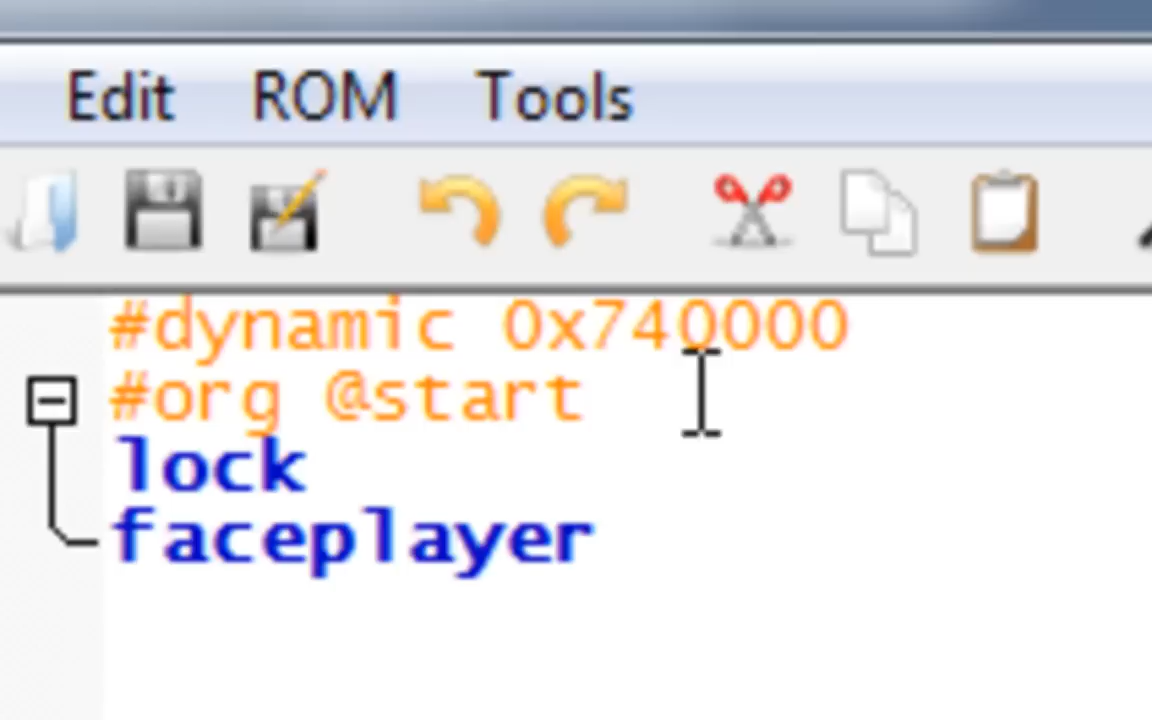 Edit ROM Tools
#dynamic 0x740000
#org @start
lock
faceplayer